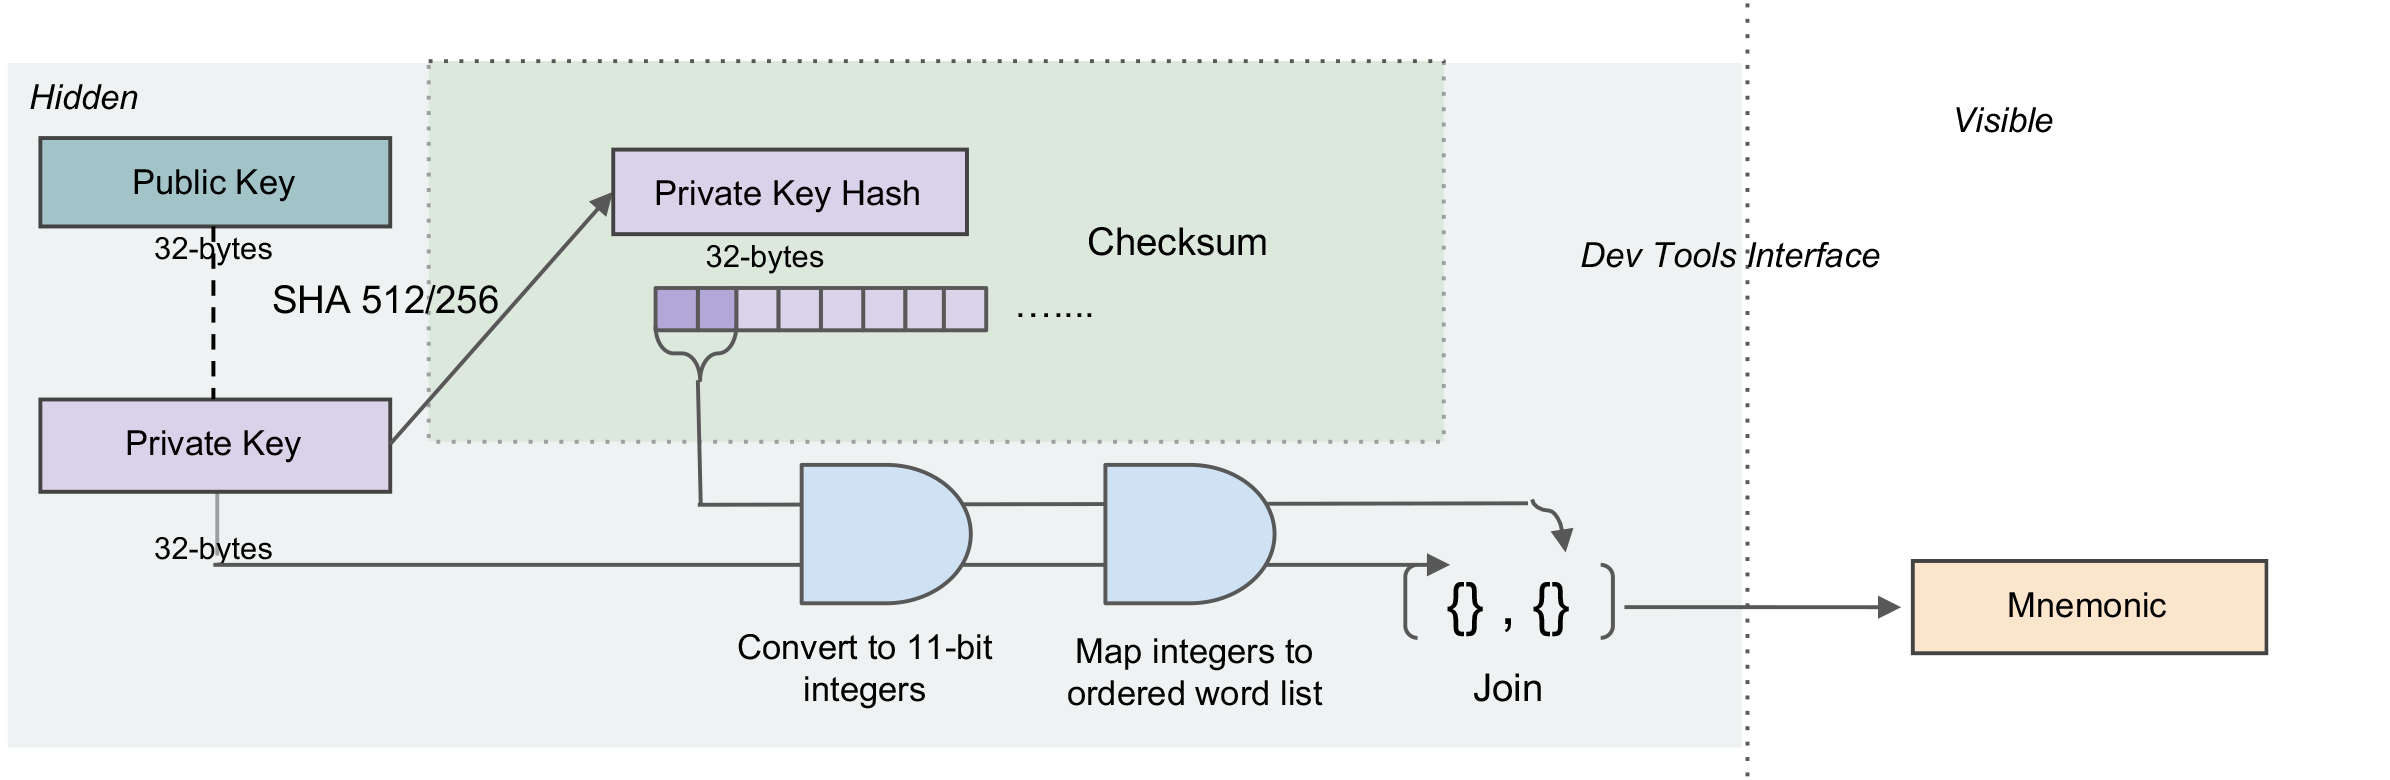 Hidden
Visible
Public Key
32-bytes
Private Key Hash
32-bytes
Checksum
Dev Tools Interface
SHA 512/256
…....
Private Key
32-bytes
Convert to 11-bit
integers
Map integers to
ordered word list
{} , {}
Join
Mnemonic